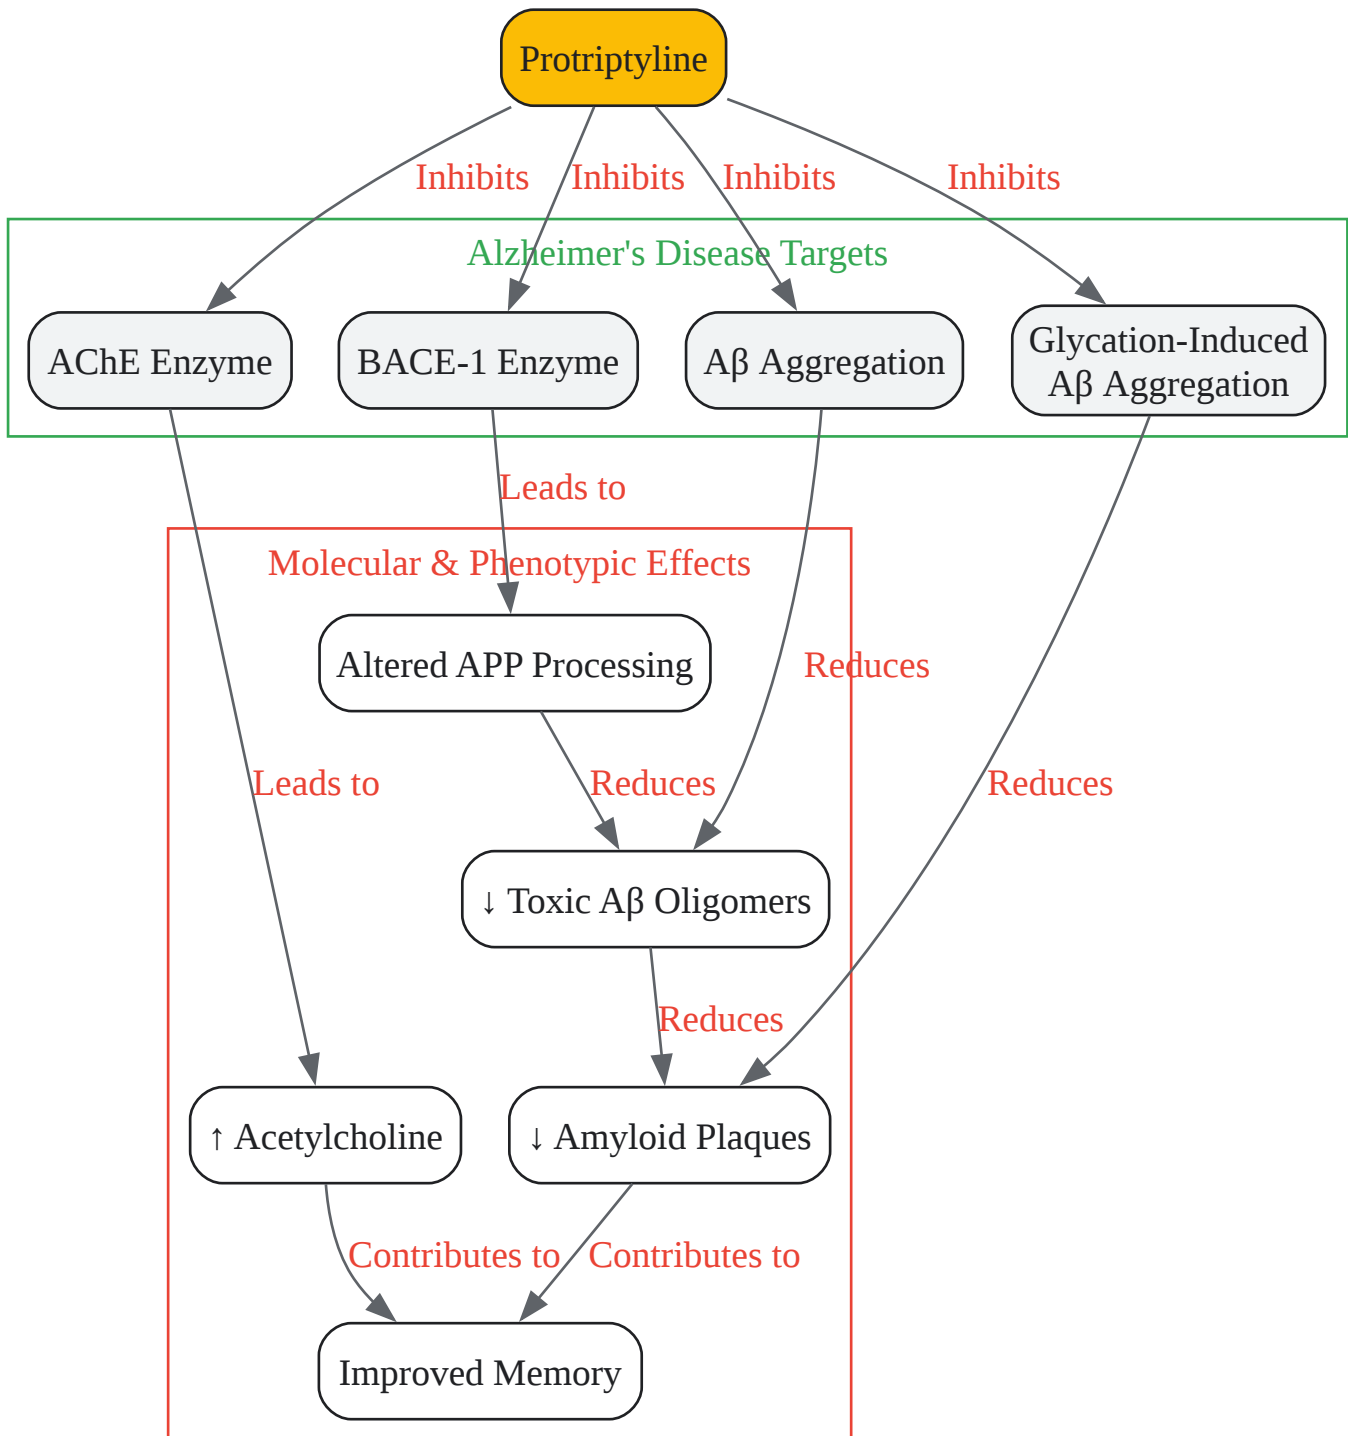 Protriptyline
Inhibits
Inhibits
Inhibits
Inhibits
Alzheimer's Disease Targets
AChE Enzyme
BACE-1 Enzyme
Aβ Aggregation
Glycation-Induced
Aβ Aggregation
Leads to
Molecular & Phenotypic Effects
Altered APP Processing
Reduces
Leads to
Reduces
Reduces
↓ Toxic Aβ Oligomers
Reduces
↑ Acetylcholine
↓ Amyloid Plaques
Contributes to
Contributes to
Improved Memory